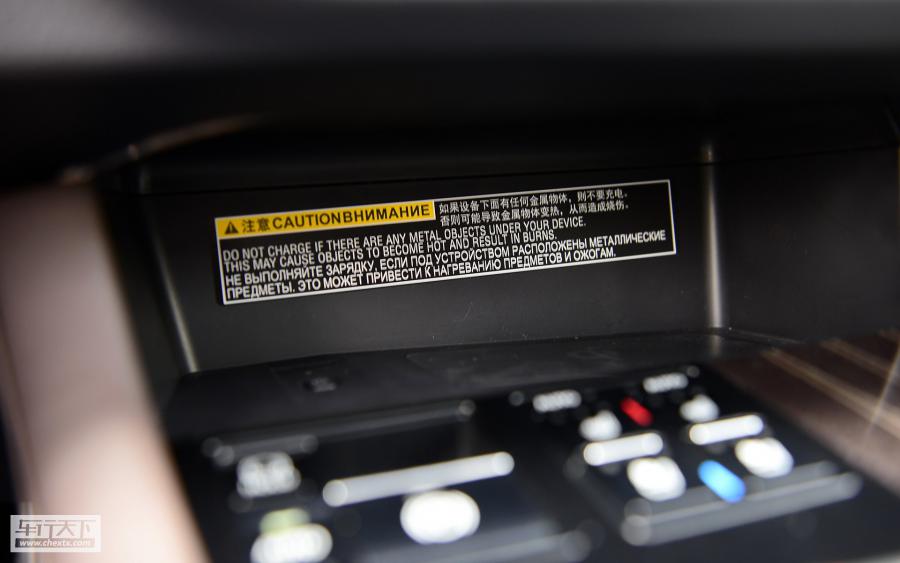 注意 CAUTION ВНИМАНИЕ
如果设备下面有任何金属物体，则不要充电。
否则可能导致金属物体变热，从而造成烧伤。
DO NOT CHARGE IF THERE ARE ANY METAL OBJECTS UNDER YOUR DEVICE.
THIS MAY CAUSE OBJECTS TO BECOME HOT AND RESULT IN BURNS.
НЕ ВЫПОЛНЯЙТЕ ЗАРЯДКУ, ЕСЛИ ПОД УСТРОЙСТВОМ РАСПОЛОЖЕНЫ МЕТАЛЛИЧЕСКИЕ
ПРЕДМЕТЫ. ЭТО МОЖЕТ ПРИВЕСТИ К НАГРЕВАНИЮ ПРЕДМЕТОВ И ОЖОГАМ.
车行天下
www.chextx.com